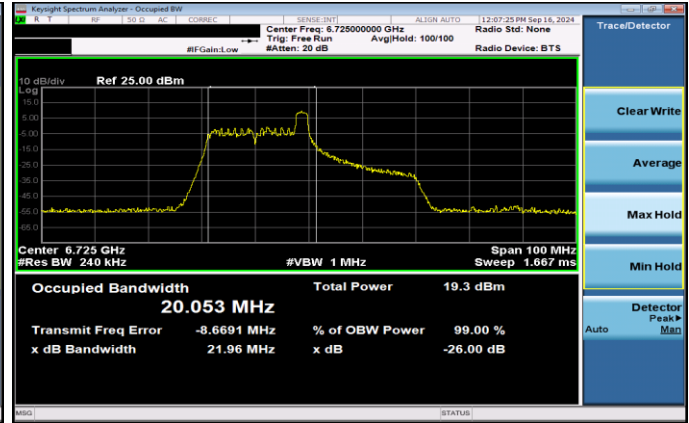 Keysight Spectrum Analyzer - Occupied BW
R T RF 50 Ω AC CORREC SENSE:INT ALIGN AUTO 12:07:25 PM Sep 16, 2024
Center Freq: 6.725000000 GHz Radio Std: None
Trig: Free Run Avg|Hold: 100/100
#IFGain:Low #Atten: 20 dB Radio Device: BTS
Trace/Detector
10 dB/div Ref 25.00 dBm
Log
15.0
5.00
-5.00
-15.0
-25.0
-35.0
-45.0
-55.0
-65.0
Clear Write
Average
Max Hold
Min Hold
Detector
Peak▶
Auto Man
Center 6.725 GHz Span 100 MHz
#Res BW 240 kHz #VBW 1 MHz Sweep 1.667 ms
Occupied Bandwidth Total Power 19.3 dBm
20.053 MHz
Transmit Freq Error -8.6691 MHz % of OBW Power 99.00 %
x dB Bandwidth 21.96 MHz x dB -26.00 dB
MSG STATUS